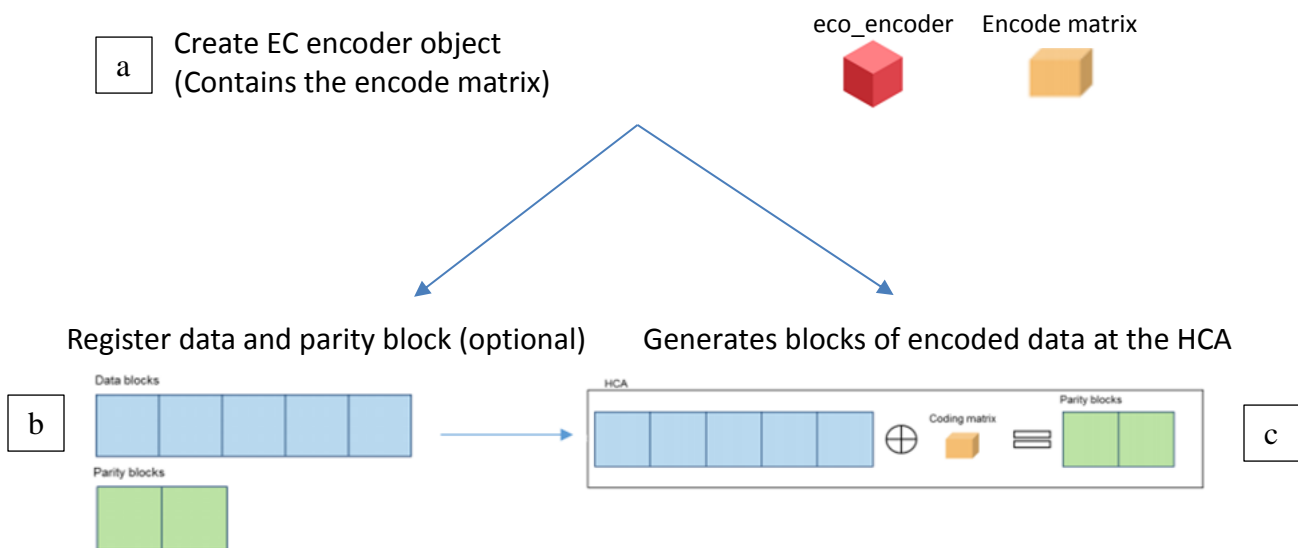 a
Create EC encoder object
(Contains the encode matrix)
eco_encoder
Encode matrix
Register data and parity block (optional)
Generates blocks of encoded data at the HCA
b
Data blocks
Parity blocks
HCA
Coding matrix
Parity blocks
c